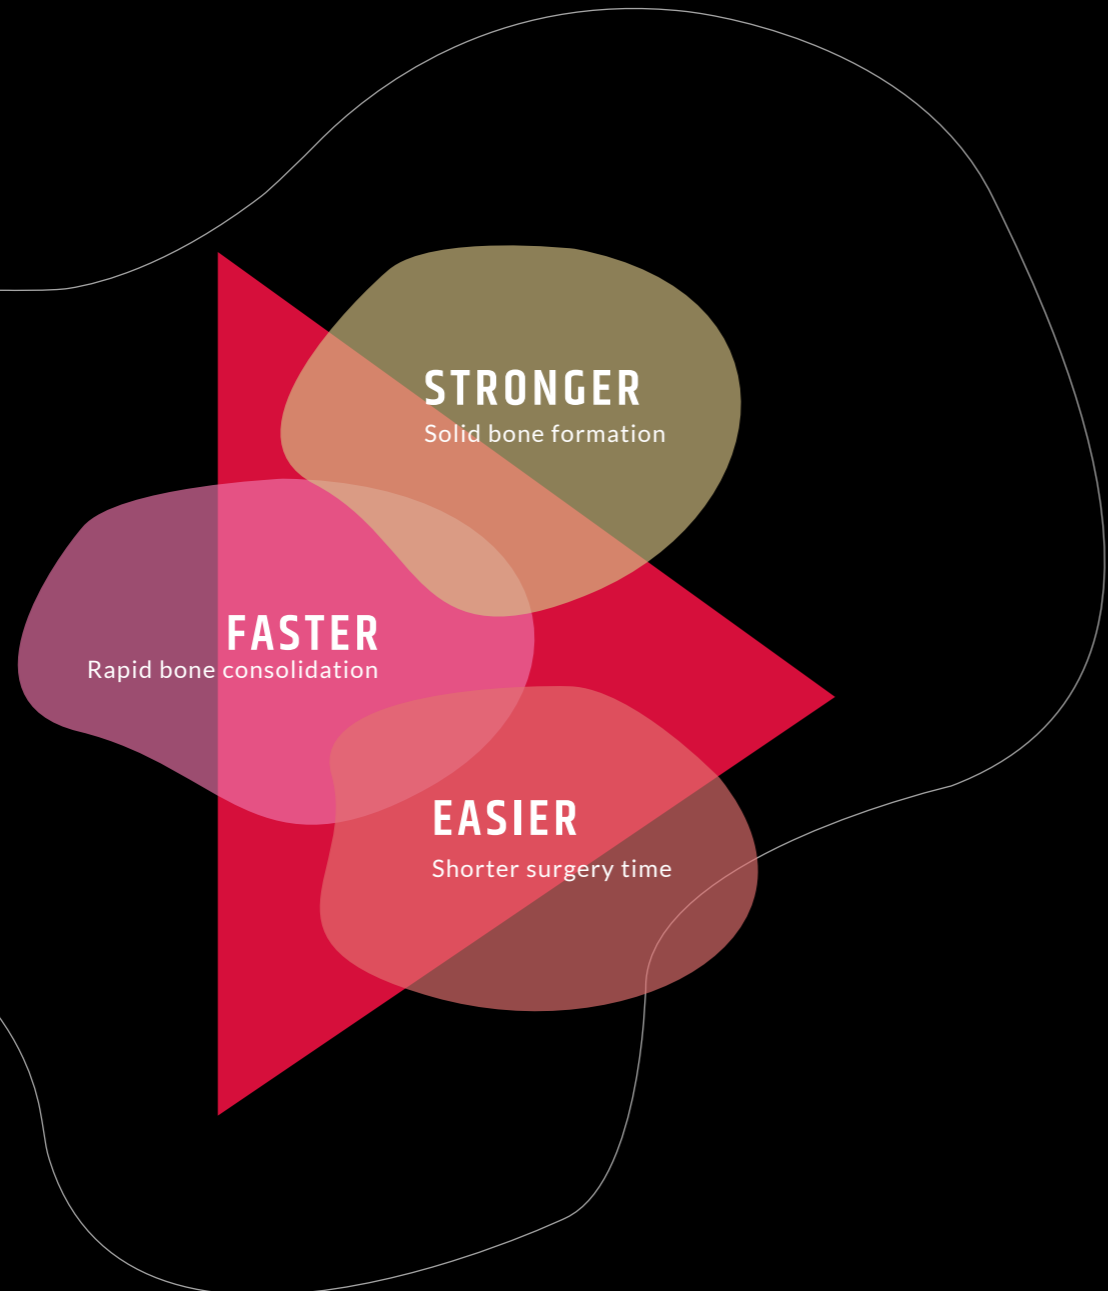 STRONGER
Solid bone formation
FASTER
Rapid bone consolidation
EASIER
Shorter surgery time